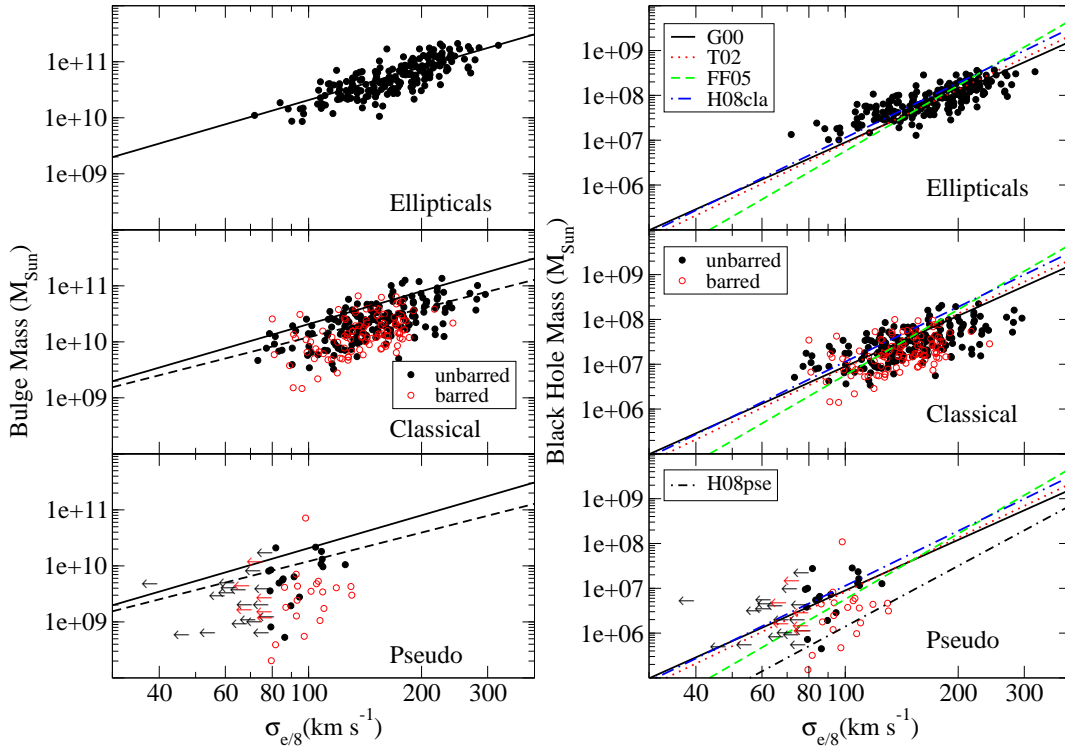 1e+11
1e+10
1e+09
Ellipticals
1e+11
1e+10
1e+09
unbarred
barred
Classical
1e+11
1e+10
1e+09
Pseudo
Bulge Mass (M_Sun)
40
60
80
100
200
300
σ_e/8 (km s⁻¹)
1e+09
1e+08
1e+07
1e+06
G00
T02
FF05
H08cla
Ellipticals
1e+09
1e+08
1e+07
1e+06
unbarred
barred
Classical
1e+09
1e+08
1e+07
1e+06
H08pse
Pseudo
Black Hole Mass (M_Sun)
40
60
80
100
200
300
σ_e/8 (km s⁻¹)